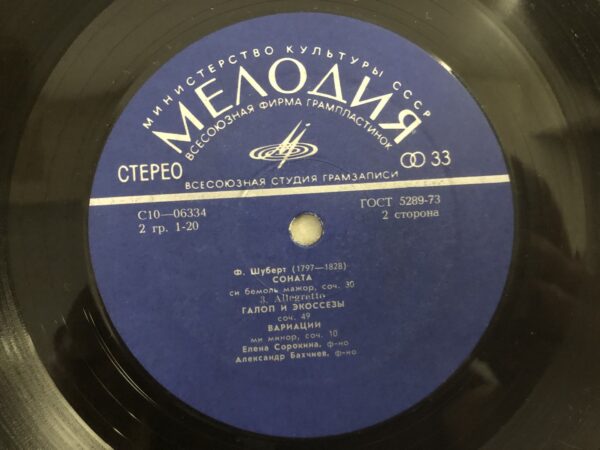 МИНИСТЕРСТВО КУЛЬТУРЫ СССР
МЕЛОДИЯ
ВСЕСОЮЗНАЯ ФИРМА ГРАМПЛАСТИНОК
СТЕРЕО 33
ВСЕСОЮЗНАЯ СТУДИЯ ГРАМЗАПИСИ
С10—06334 ГОСТ 5289-73
2 гр. 1-20 2 сторона
Ф. Шуберт (1797—1828)
СОНАТА
си бемоль мажор, соч. 30
3. Allegretto
ГАЛОП И ЭКОССЕЗЫ
соч. 49
ВАРИАЦИИ
ми минор, соч. 10
Елена Сорокина, ф-но
Александр Бахчиев, ф-но